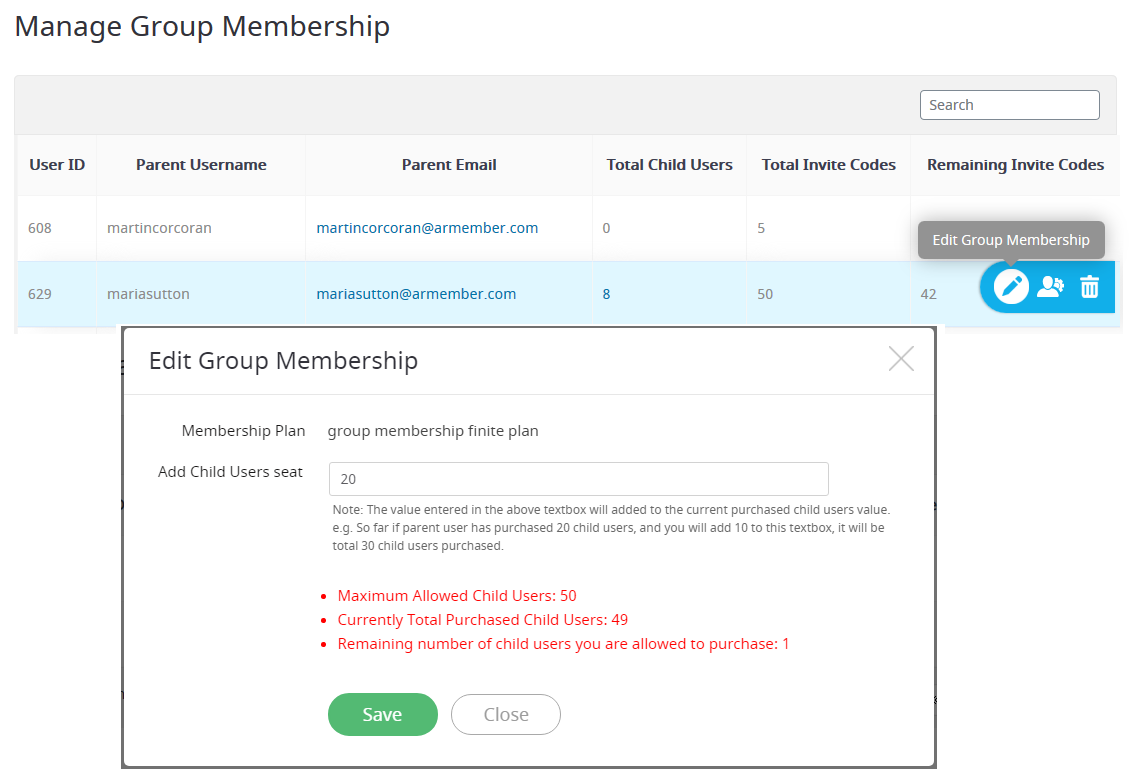 Manage Group Membership
Search
User ID Parent Username Parent Email Total Child Users Total Invite Codes Remaining Invite Codes
608 martincorcoran martincorcoran@armember.com 0 5
Edit Group Membership
629 mariasutton mariasutton@armember.com 8 50 42
Edit Group Membership
Membership Plan group membership finite plan
Add Child Users seat 20
Note: The value entered in the above textbox will added to the current purchased child users value.
e.g. So far if parent user has purchased 20 child users, and you will add 10 to this textbox, it will be
total 30 child users purchased.
Maximum Allowed Child Users: 50
Currently Total Purchased Child Users: 49
Remaining number of child users you are allowed to purchase: 1
Save Close